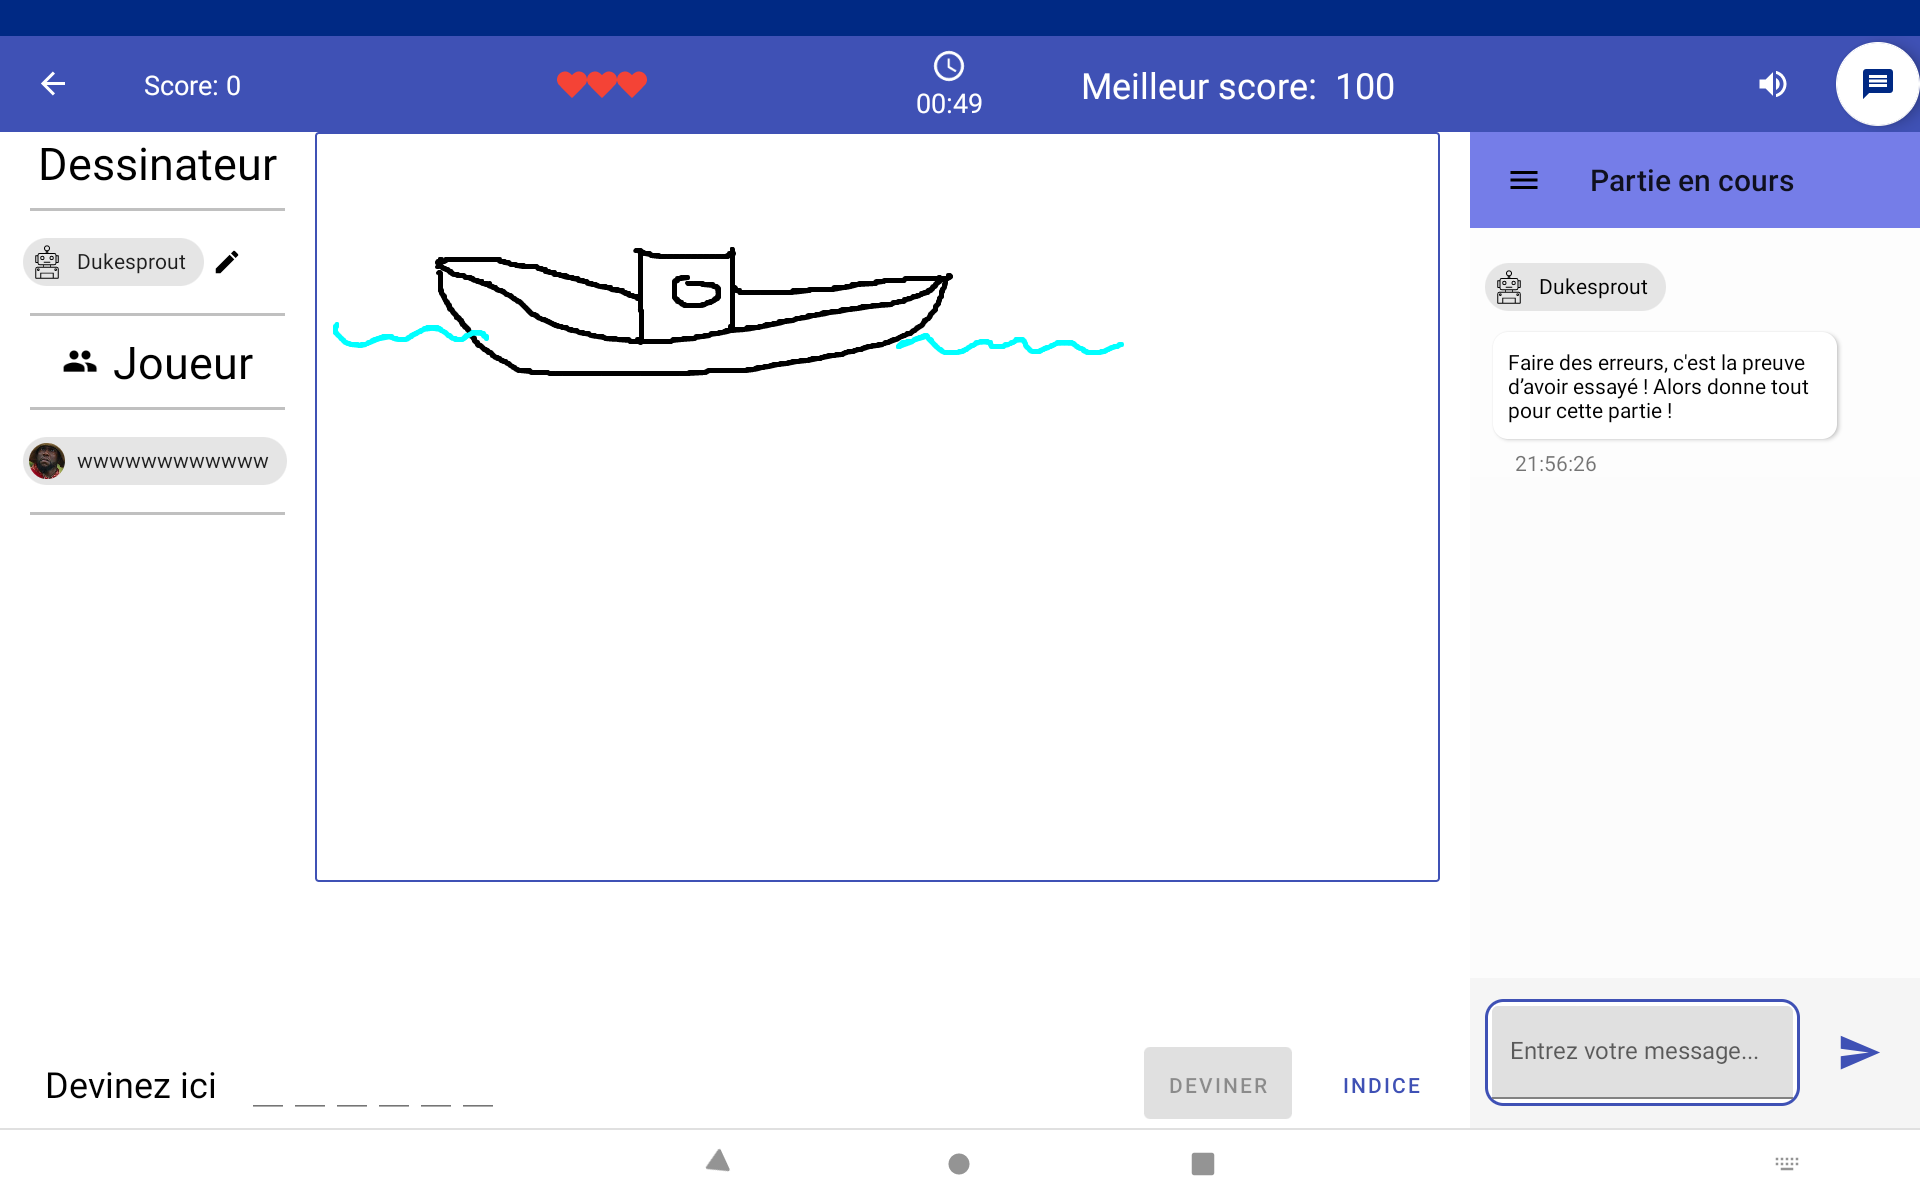 Score: 0
00:49
Meilleur score: 100
Dessinateur
Dukesprout
Joueur
wwwwwwwwwwww
Partie en cours
Dukesprout
Faire des erreurs, c'est la preuve
d’avoir essayé ! Alors donne tout
pour cette partie !
21:56:26
Devinez ici
DEVINER
INDICE
Entrez votre message...